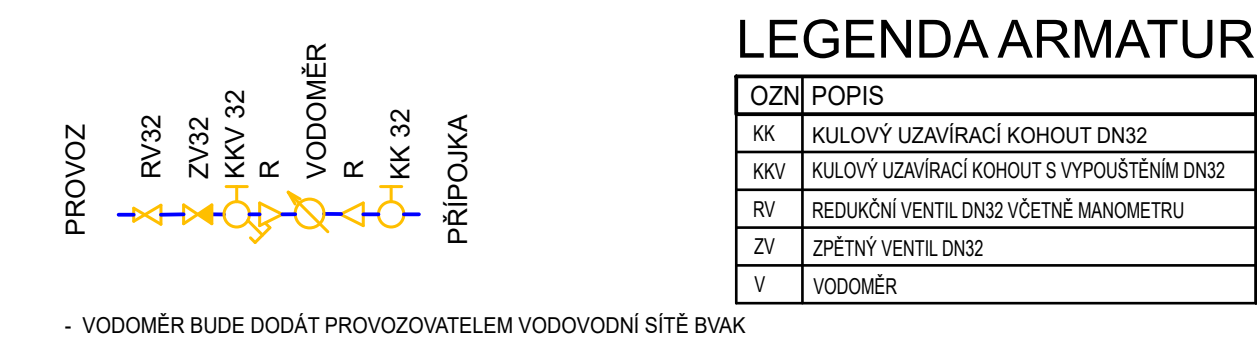 PROVOZ
RV32
ZV32
KKV 32
R
VODOMĚR
R
KK 32
PŘÍPOJKA
LEGENDA ARMATUR
OZN POPIS
KK KULOVÝ UZAVÍRACÍ KOHOUT DN32
KKV KULOVÝ UZAVÍRACÍ KOHOUT S VYPOUŠTĚNÍM DN32
RV REDUKČNÍ VENTIL DN32 VČETNĚ MANOMETRU
ZV ZPĚTNÝ VENTIL DN32
V VODOMĚR
- VODOMĚR BUDE DODÁT PROVOZOVATELEM VODOVODNÍ SÍTĚ BVAK